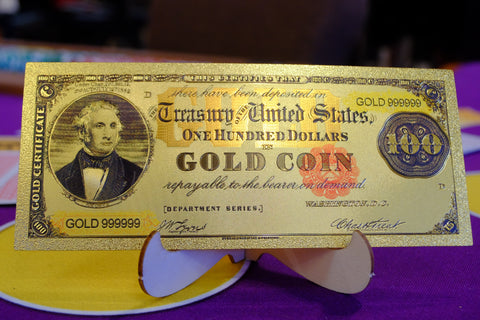 THIS CERTIFIES THAT
D
there have been deposited in
GOLD 999999
Treasury OF THE United States,
ONE HUNDRED DOLLARS
IN
GOLD COIN
repayable to the bearer on demand.
D
[DEPARTMENT SERIES.]
WASHINGTON, D.C.
GOLD CERTIFICATE
GOLD 999999
100
C